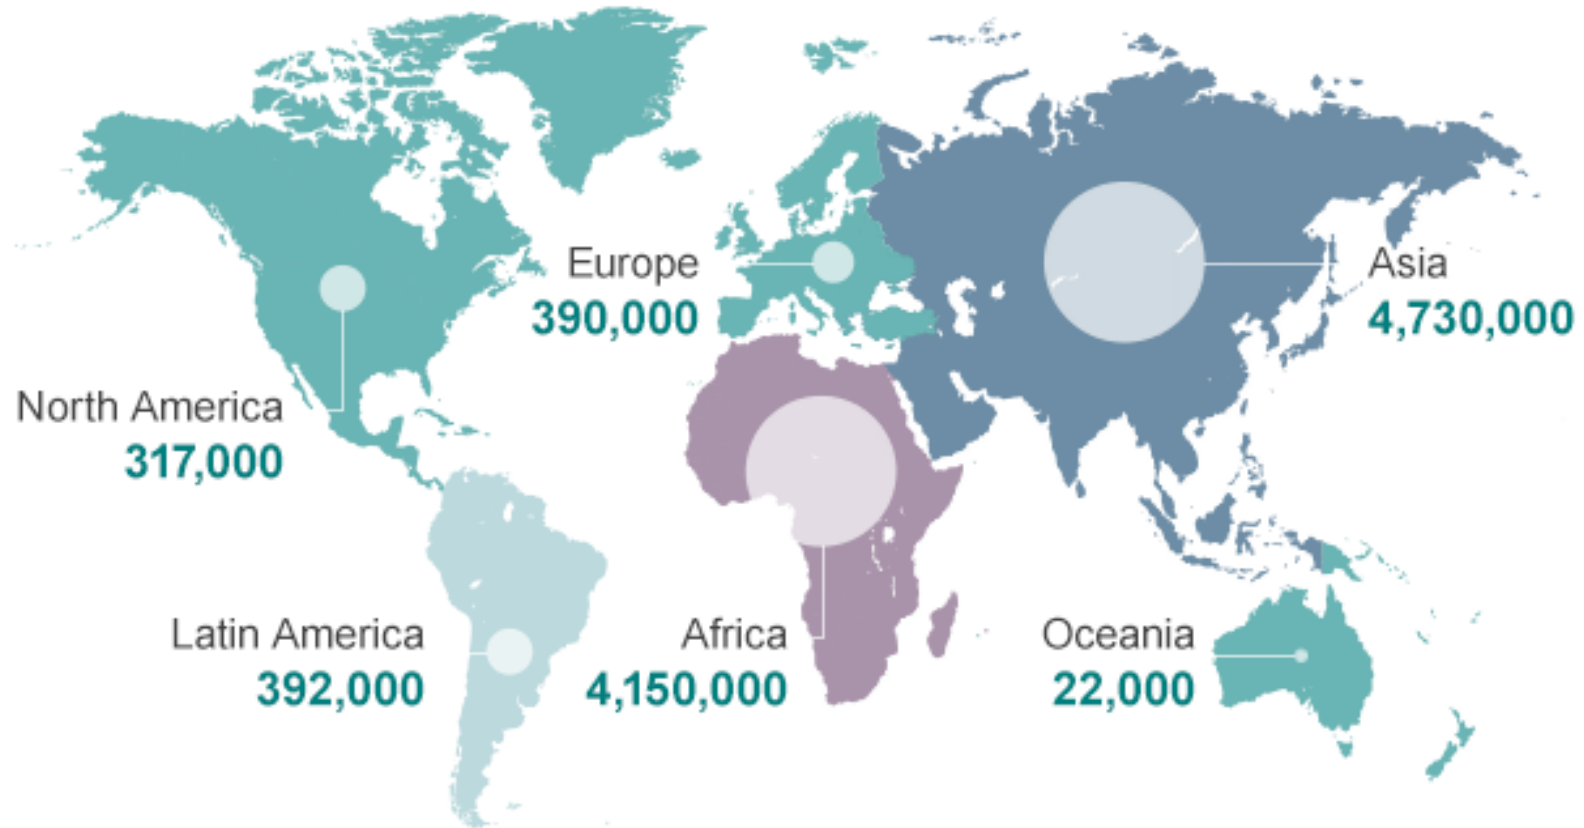 Europe
390,000
Asia
4,730,000
North America
317,000
Latin America
392,000
Africa
4,150,000
Oceania
22,000